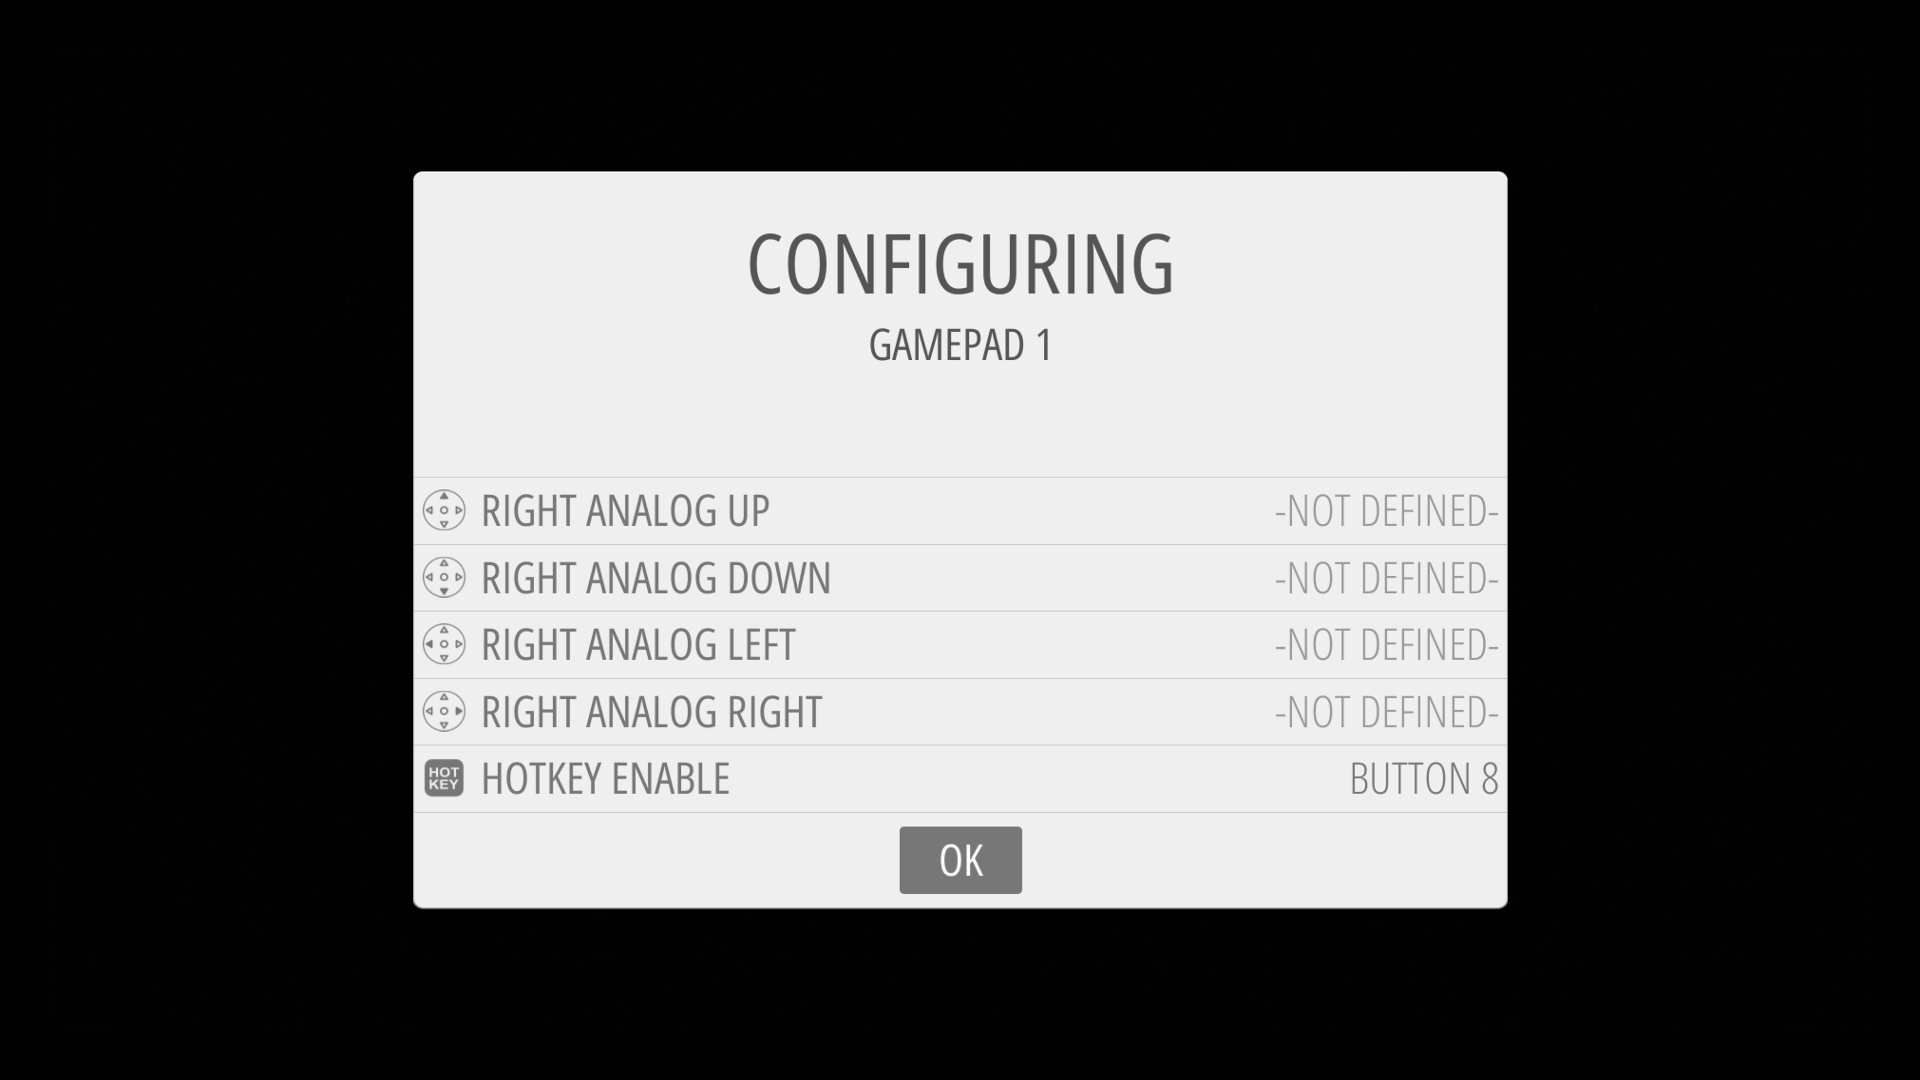 CONFIGURING
GAMEPAD 1
RIGHT ANALOG UP -NOT DEFINED-
RIGHT ANALOG DOWN -NOT DEFINED-
RIGHT ANALOG LEFT -NOT DEFINED-
RIGHT ANALOG RIGHT -NOT DEFINED-
HOT
KEY
HOTKEY ENABLE BUTTON 8
OK